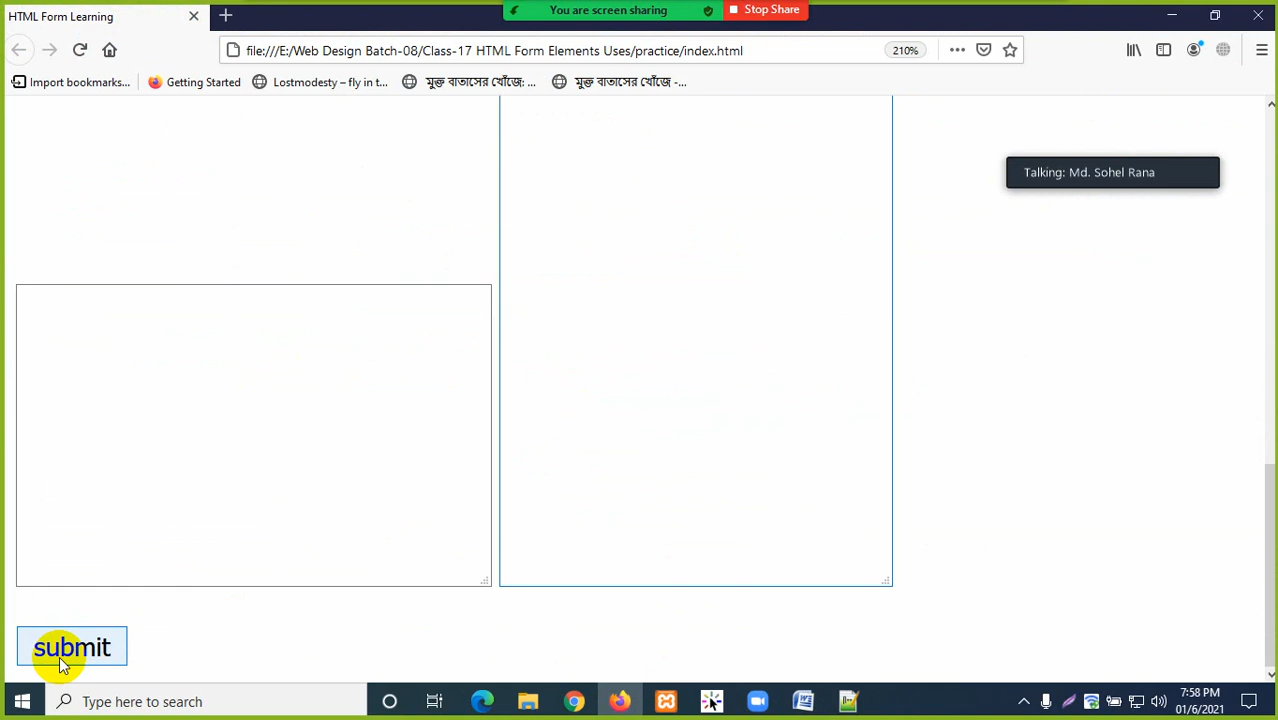 HTML Form Learning
You are screen sharing
Stop Share
file:///E:/Web Design Batch-08/Class-17 HTML Form Elements Uses/practice/index.html
210%
Import bookmarks...
Getting Started
Lostmodesty – fly in t...
মুক্ত বাতাসের খোঁজে: ...
মুক্ত বাতাসের খোঁজে -...
Talking: Md. Sohel Rana
submit
Type here to search
7:58 PM
01/6/2021